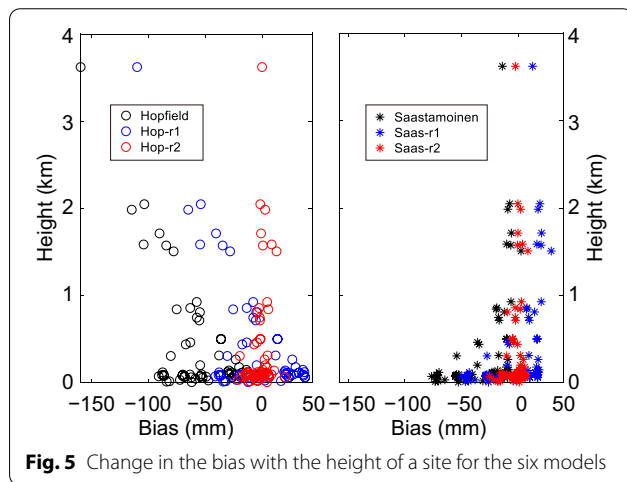 4
3
2
1
0
Height (km)
−150 −100 −50 0 50
Bias (mm)
Hopfield
Hop-r1
Hop-r2
4
3
2
1
0
Height (km)
−150 −100 −50 0 50
Bias (mm)
Saastamoinen
Saas-r1
Saas-r2
Fig. 5 Change in the bias with the height of a site for the six models